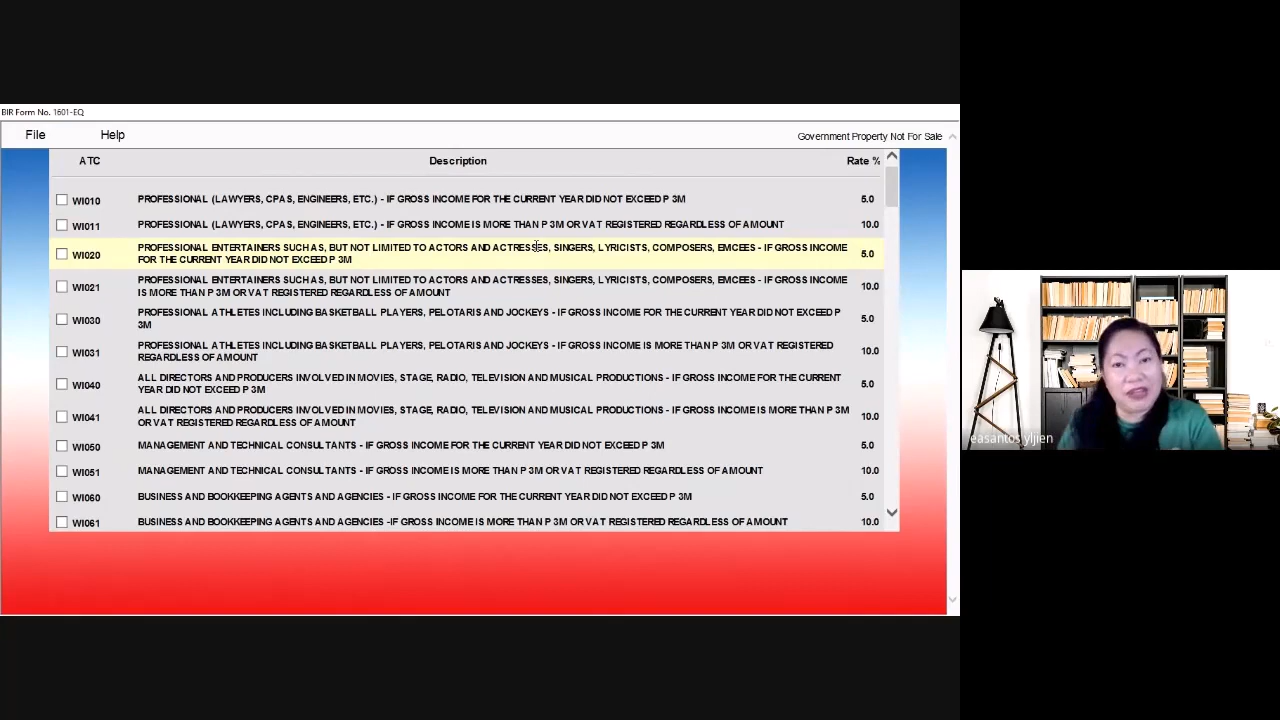 BIR Form No. 1601-EQ
File Help Government Property Not For Sale
ATC Description Rate %
WI010 PROFESSIONAL (LAWYERS, CPAS, ENGINEERS, ETC.) - IF GROSS INCOME FOR THE CURRENT YEAR DID NOT EXCEED P 3M 5.0
WI011 PROFESSIONAL (LAWYERS, CPAS, ENGINEERS, ETC.) - IF GROSS INCOME IS MORE THAN P 3M OR VAT REGISTERED REGARDLESS OF AMOUNT 10.0
WI020 PROFESSIONAL ENTERTAINERS SUCH AS, BUT NOT LIMITED TO ACTORS AND ACTRESSES, SINGERS, LYRICISTS, COMPOSERS, EMCEES - IF GROSS INCOME
FOR THE CURRENT YEAR DID NOT EXCEED P 3M 5.0
WI021 PROFESSIONAL ENTERTAINERS SUCH AS, BUT NOT LIMITED TO ACTORS AND ACTRESSES, SINGERS, LYRICISTS, COMPOSERS, EMCEES - IF GROSS INCOME
IS MORE THAN P 3M OR VAT REGISTERED REGARDLESS OF AMOUNT 10.0
WI030 PROFESSIONAL ATHLETES INCLUDING BASKETBALL PLAYERS, PELOTARIS AND JOCKEYS - IF GROSS INCOME FOR THE CURRENT YEAR DID NOT EXCEED P
3M 5.0
WI031 PROFESSIONAL ATHLETES INCLUDING BASKETBALL PLAYERS, PELOTARIS AND JOCKEYS - IF GROSS INCOME IS MORE THAN P 3M OR VAT REGISTERED
REGARDLESS OF AMOUNT 10.0
WI040 ALL DIRECTORS AND PRODUCERS INVOLVED IN MOVIES, STAGE, RADIO, TELEVISION AND MUSICAL PRODUCTIONS - IF GROSS INCOME FOR THE CURRENT
YEAR DID NOT EXCEED P 3M 5.0
WI041 ALL DIRECTORS AND PRODUCERS INVOLVED IN MOVIES, STAGE, RADIO, TELEVISION AND MUSICAL PRODUCTIONS - IF GROSS INCOME IS MORE THAN P 3M
OR VAT REGISTERED REGARDLESS OF AMOUNT 10.0
WI050 MANAGEMENT AND TECHNICAL CONSULTANTS - IF GROSS INCOME FOR THE CURRENT YEAR DID NOT EXCEED P 3M 5.0
WI051 MANAGEMENT AND TECHNICAL CONSULTANTS - IF GROSS INCOME IS MORE THAN P 3M OR VAT REGISTERED REGARDLESS OF AMOUNT 10.0
WI060 BUSINESS AND BOOKKEEPING AGENTS AND AGENCIES - IF GROSS INCOME FOR THE CURRENT YEAR DID NOT EXCEED P 3M 5.0
WI061 BUSINESS AND BOOKKEEPING AGENTS AND AGENCIES -IF GROSS INCOME IS MORE THAN P 3M OR VAT REGISTERED REGARDLESS OF AMOUNT 10.0
easantos yljien